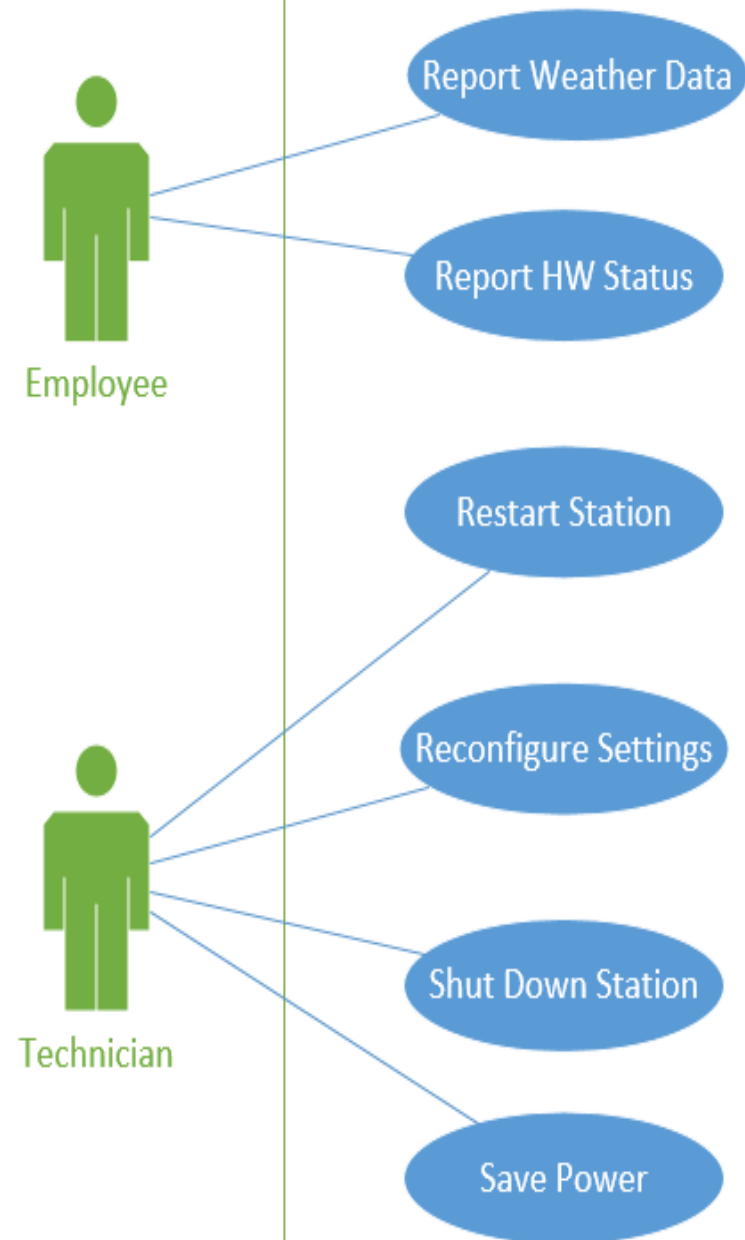 Report Weather Data
Report HW Status
Employee
Restart Station
Reconfigure Settings
Shut Down Station
Technician
Save Power